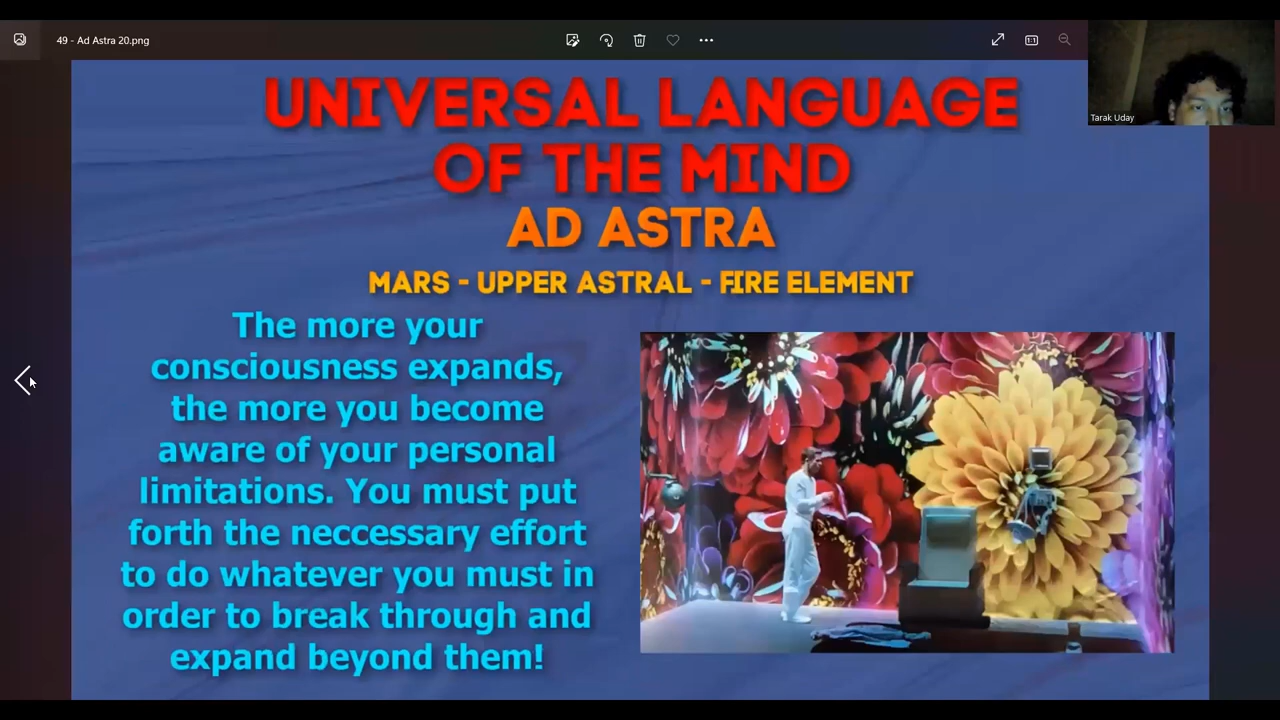 49 - Ad Astra 20.png
Tarak Uday
UNIVERSAL LANGUAGE
OF THE MIND
AD ASTRA
MARS - UPPER ASTRAL - FIRE ELEMENT
The more your
consciousness expands,
the more you become
aware of your personal
limitations. You must put
forth the neccessary effort
to do whatever you must in
order to break through and
expand beyond them!